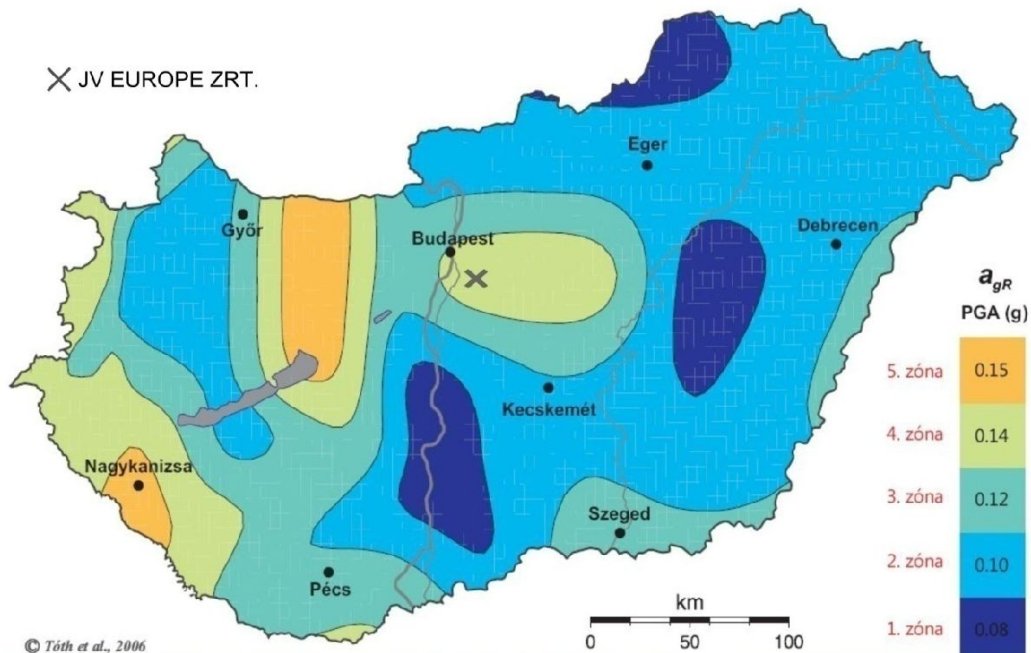 JV EUROPE ZRT.
Eger
Győr
Budapest
Debrecen
Kecskemét
Nagykanizsa
Szeged
Pécs
a_gR
PGA (g)
5. zóna 0.15
4. zóna 0.14
3. zóna 0.12
2. zóna 0.10
1. zóna 0.08
km
0 50 100
© Tóth et al., 2006